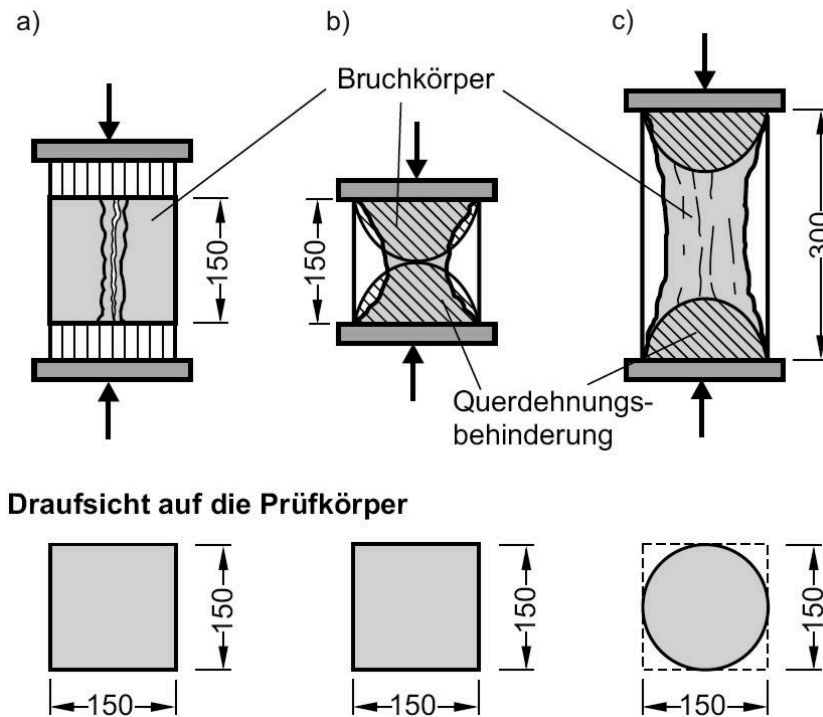 a)
b)
c)
Bruchkörper
150
150
300
Querdehnungs-
behinderung
Draufsicht auf die Prüfkörper
150
150
150
150
150
150